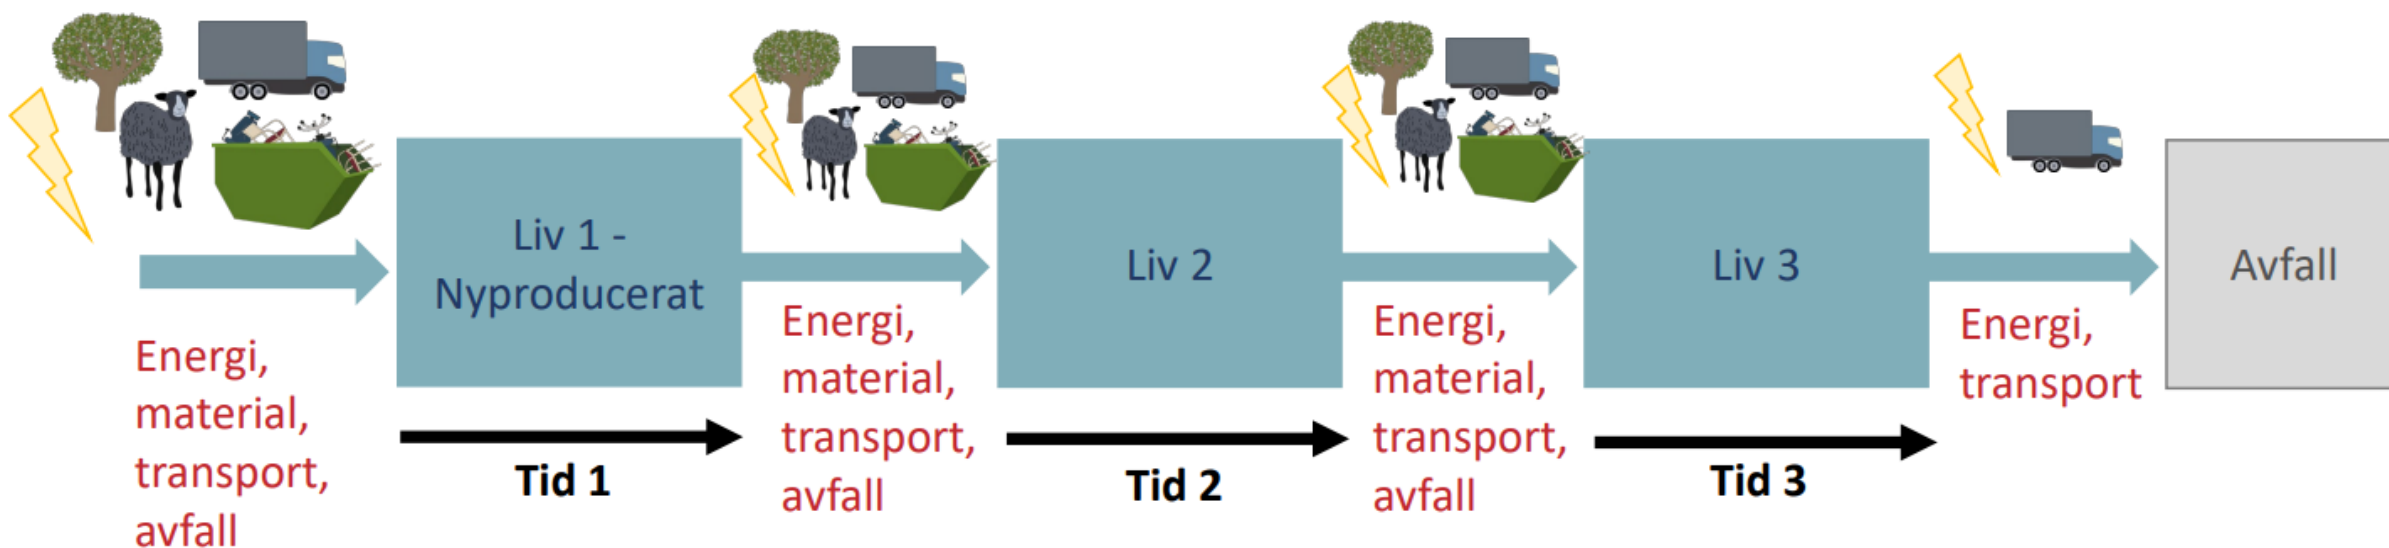 Liv 1 -
Nyproducerat
Liv 2
Liv 3
Avfall
Energi,
material,
transport,
avfall
Energi,
material,
transport,
avfall
Energi,
material,
transport,
avfall
Energi,
transport
Tid 1
Tid 2
Tid 3